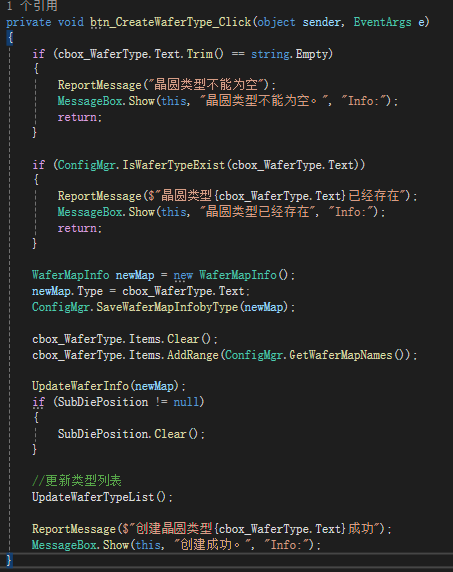 1 个引用
private void btn_CreateWaferType_Click(object sender, EventArgs e)
{
if (cbox_WaferType.Text.Trim() == string.Empty)
{
ReportMessage("晶圆类型不能为空");
MessageBox.Show(this, "晶圆类型不能为空。", "Info:");
return;
}
if (ConfigMgr.IsWaferTypeExist(cbox_WaferType.Text))
{
ReportMessage($"晶圆类型{cbox_WaferType.Text}已经存在");
MessageBox.Show(this, "晶圆类型已经存在", "Info:");
return;
}
WaferMapInfo newMap = new WaferMapInfo();
newMap.Type = cbox_WaferType.Text;
ConfigMgr.SaveWaferMapInfobyType(newMap);
cbox_WaferType.Items.Clear();
cbox_WaferType.Items.AddRange(ConfigMgr.GetWaferMapNames());
UpdateWaferInfo(newMap);
if (SubDiePosition != null)
{
SubDiePosition.Clear();
}
//更新类型列表
UpdateWaferTypeList();
ReportMessage($"创建晶圆类型{cbox_WaferType.Text}成功");
MessageBox.Show(this, "创建成功。", "Info:");
}